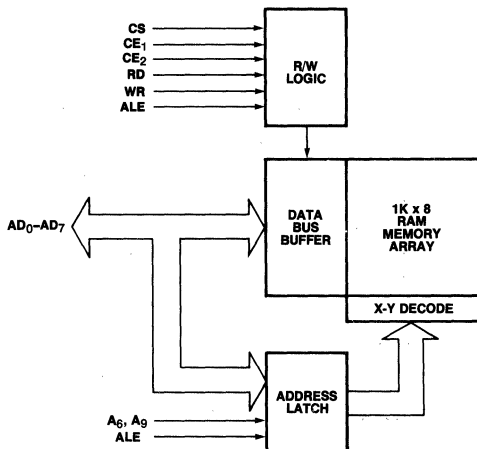 CS
CE1
CE2
RD
WR
ALE
R/W
LOGIC
AD0–AD7
DATA
BUS
BUFFER
1K x 8
RAM
MEMORY
ARRAY
X-Y DECODE
ADDRESS
LATCH
A6, A9
ALE